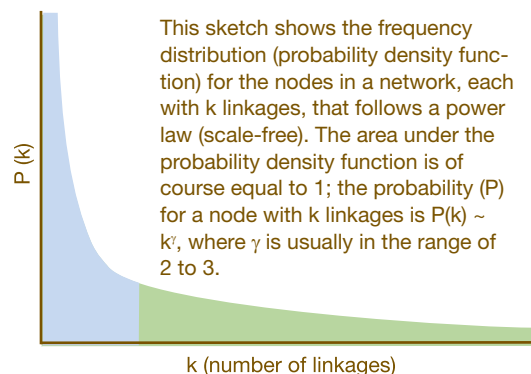 This sketch shows the frequency
distribution (probability density func-
tion) for the nodes in a network, each
with k linkages, that follows a power
law (scale-free). The area under the
probability density function is of
course equal to 1; the probability (P)
for a node with k linkages is P(k) ~
kᵞ, where γ is usually in the range of
2 to 3.
P (k)
k (number of linkages)